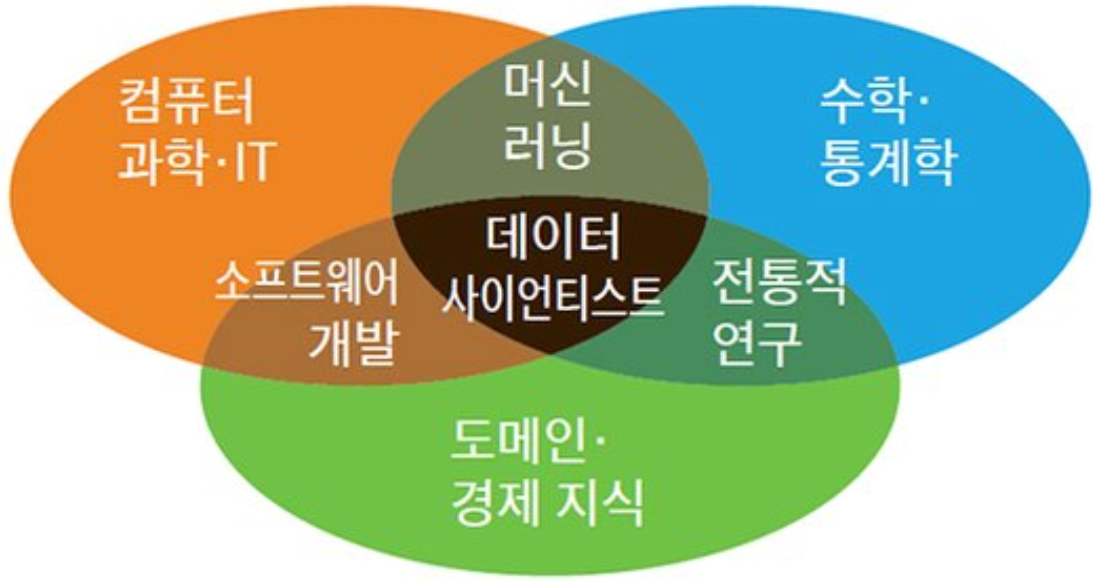 컴퓨터
과학·IT
머신
러닝
수학·
통계학
데이터
사이언티스트
소프트웨어
개발
전통적
연구
도메인·
경제 지식